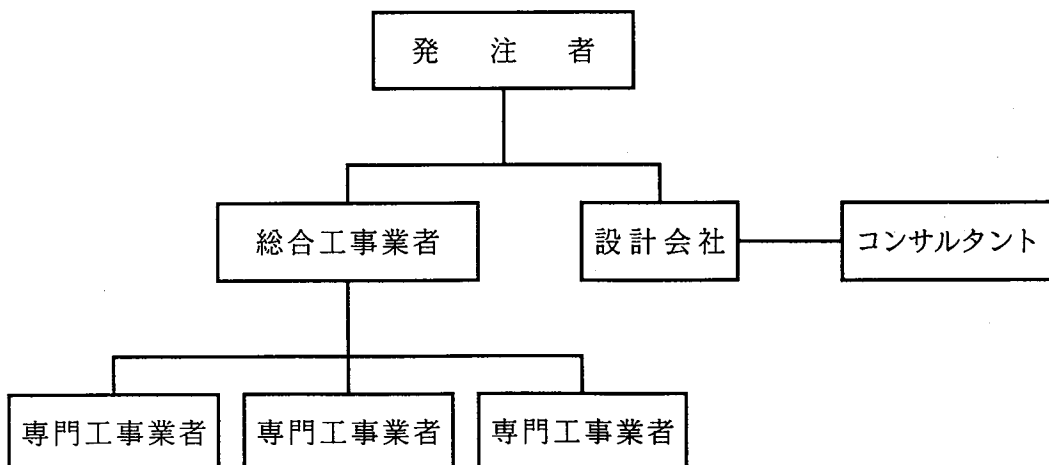 発注者
総合工事業者
設計会社
コンサルタント
専門工事業者
専門工事業者
専門工事業者